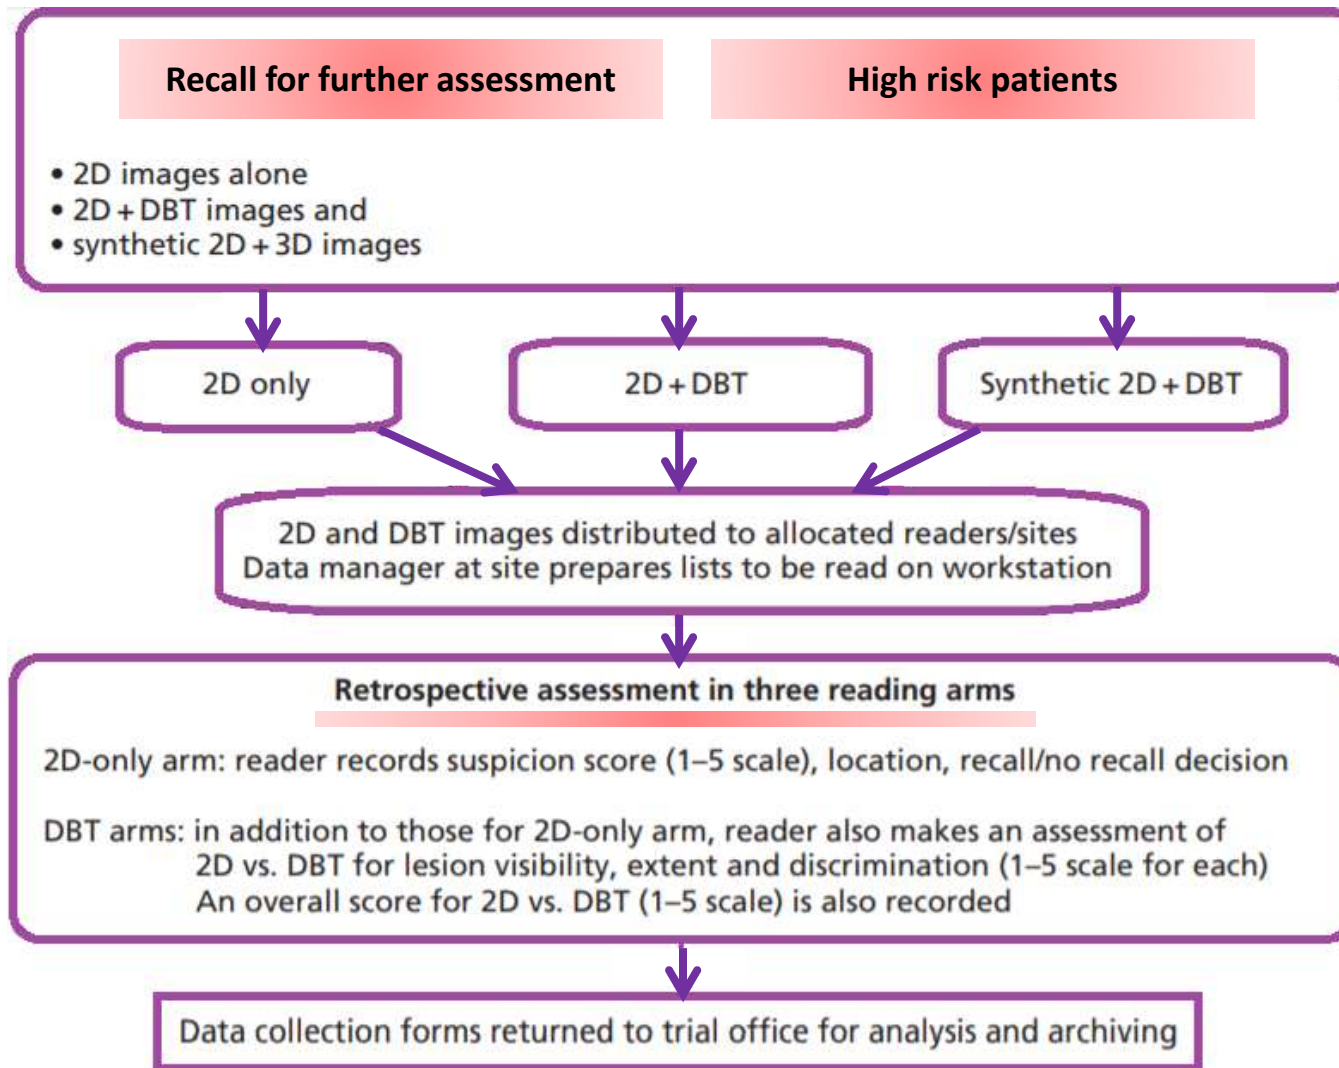 Recall for further assessment
High risk patients
• 2D images alone
• 2D + DBT images and
• synthetic 2D + 3D images
2D only
2D + DBT
Synthetic 2D + DBT
2D and DBT images distributed to allocated readers/sites
Data manager at site prepares lists to be read on workstation
Retrospective assessment in three reading arms
2D-only arm: reader records suspicion score (1–5 scale), location, recall/no recall decision
DBT arms: in addition to those for 2D-only arm, reader also makes an assessment of
2D vs. DBT for lesion visibility, extent and discrimination (1–5 scale for each)
An overall score for 2D vs. DBT (1–5 scale) is also recorded
Data collection forms returned to trial office for analysis and archiving